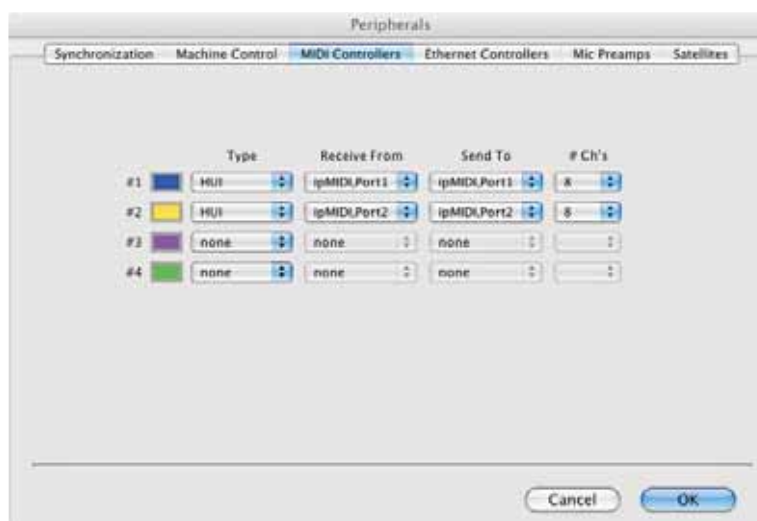 Peripherals
Synchronization Machine Control MIDI Controllers Ethernet Controllers Mic Preamps Satellites
Type Receive From Send To # Ch's
#1 HUI ipMIDI,Port1 ipMIDI,Port1 8
#2 HUI ipMIDI,Port2 ipMIDI,Port2 8
#3 none none none
#4 none none none
Cancel OK